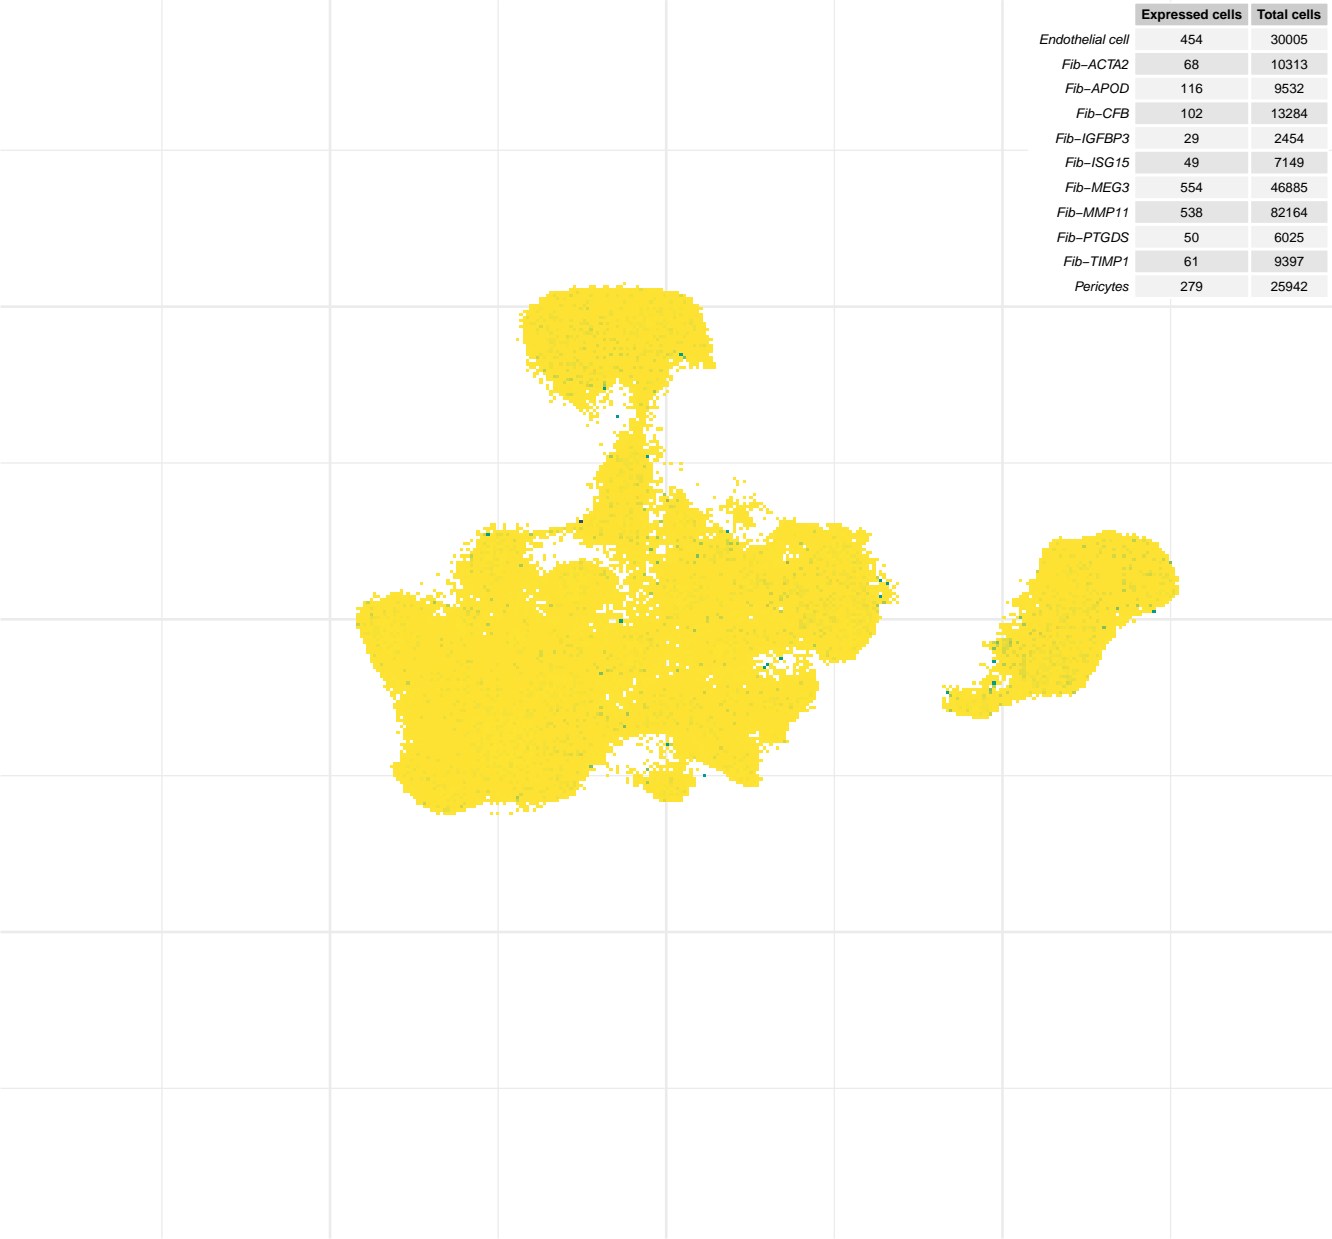 Expressed cells Total cells
Endothelial cell 454 30005
Fib−ACTA2 68 10313
Fib−APOD 116 9532
Fib−CFB 102 13284
Fib−IGFBP3 29 2454
Fib−ISG15 49 7149
Fib−MEG3 554 46885
Fib−MMP11 538 82164
Fib−PTGDS 50 6025
Fib−TIMP1 61 9397
Pericytes 279 25942